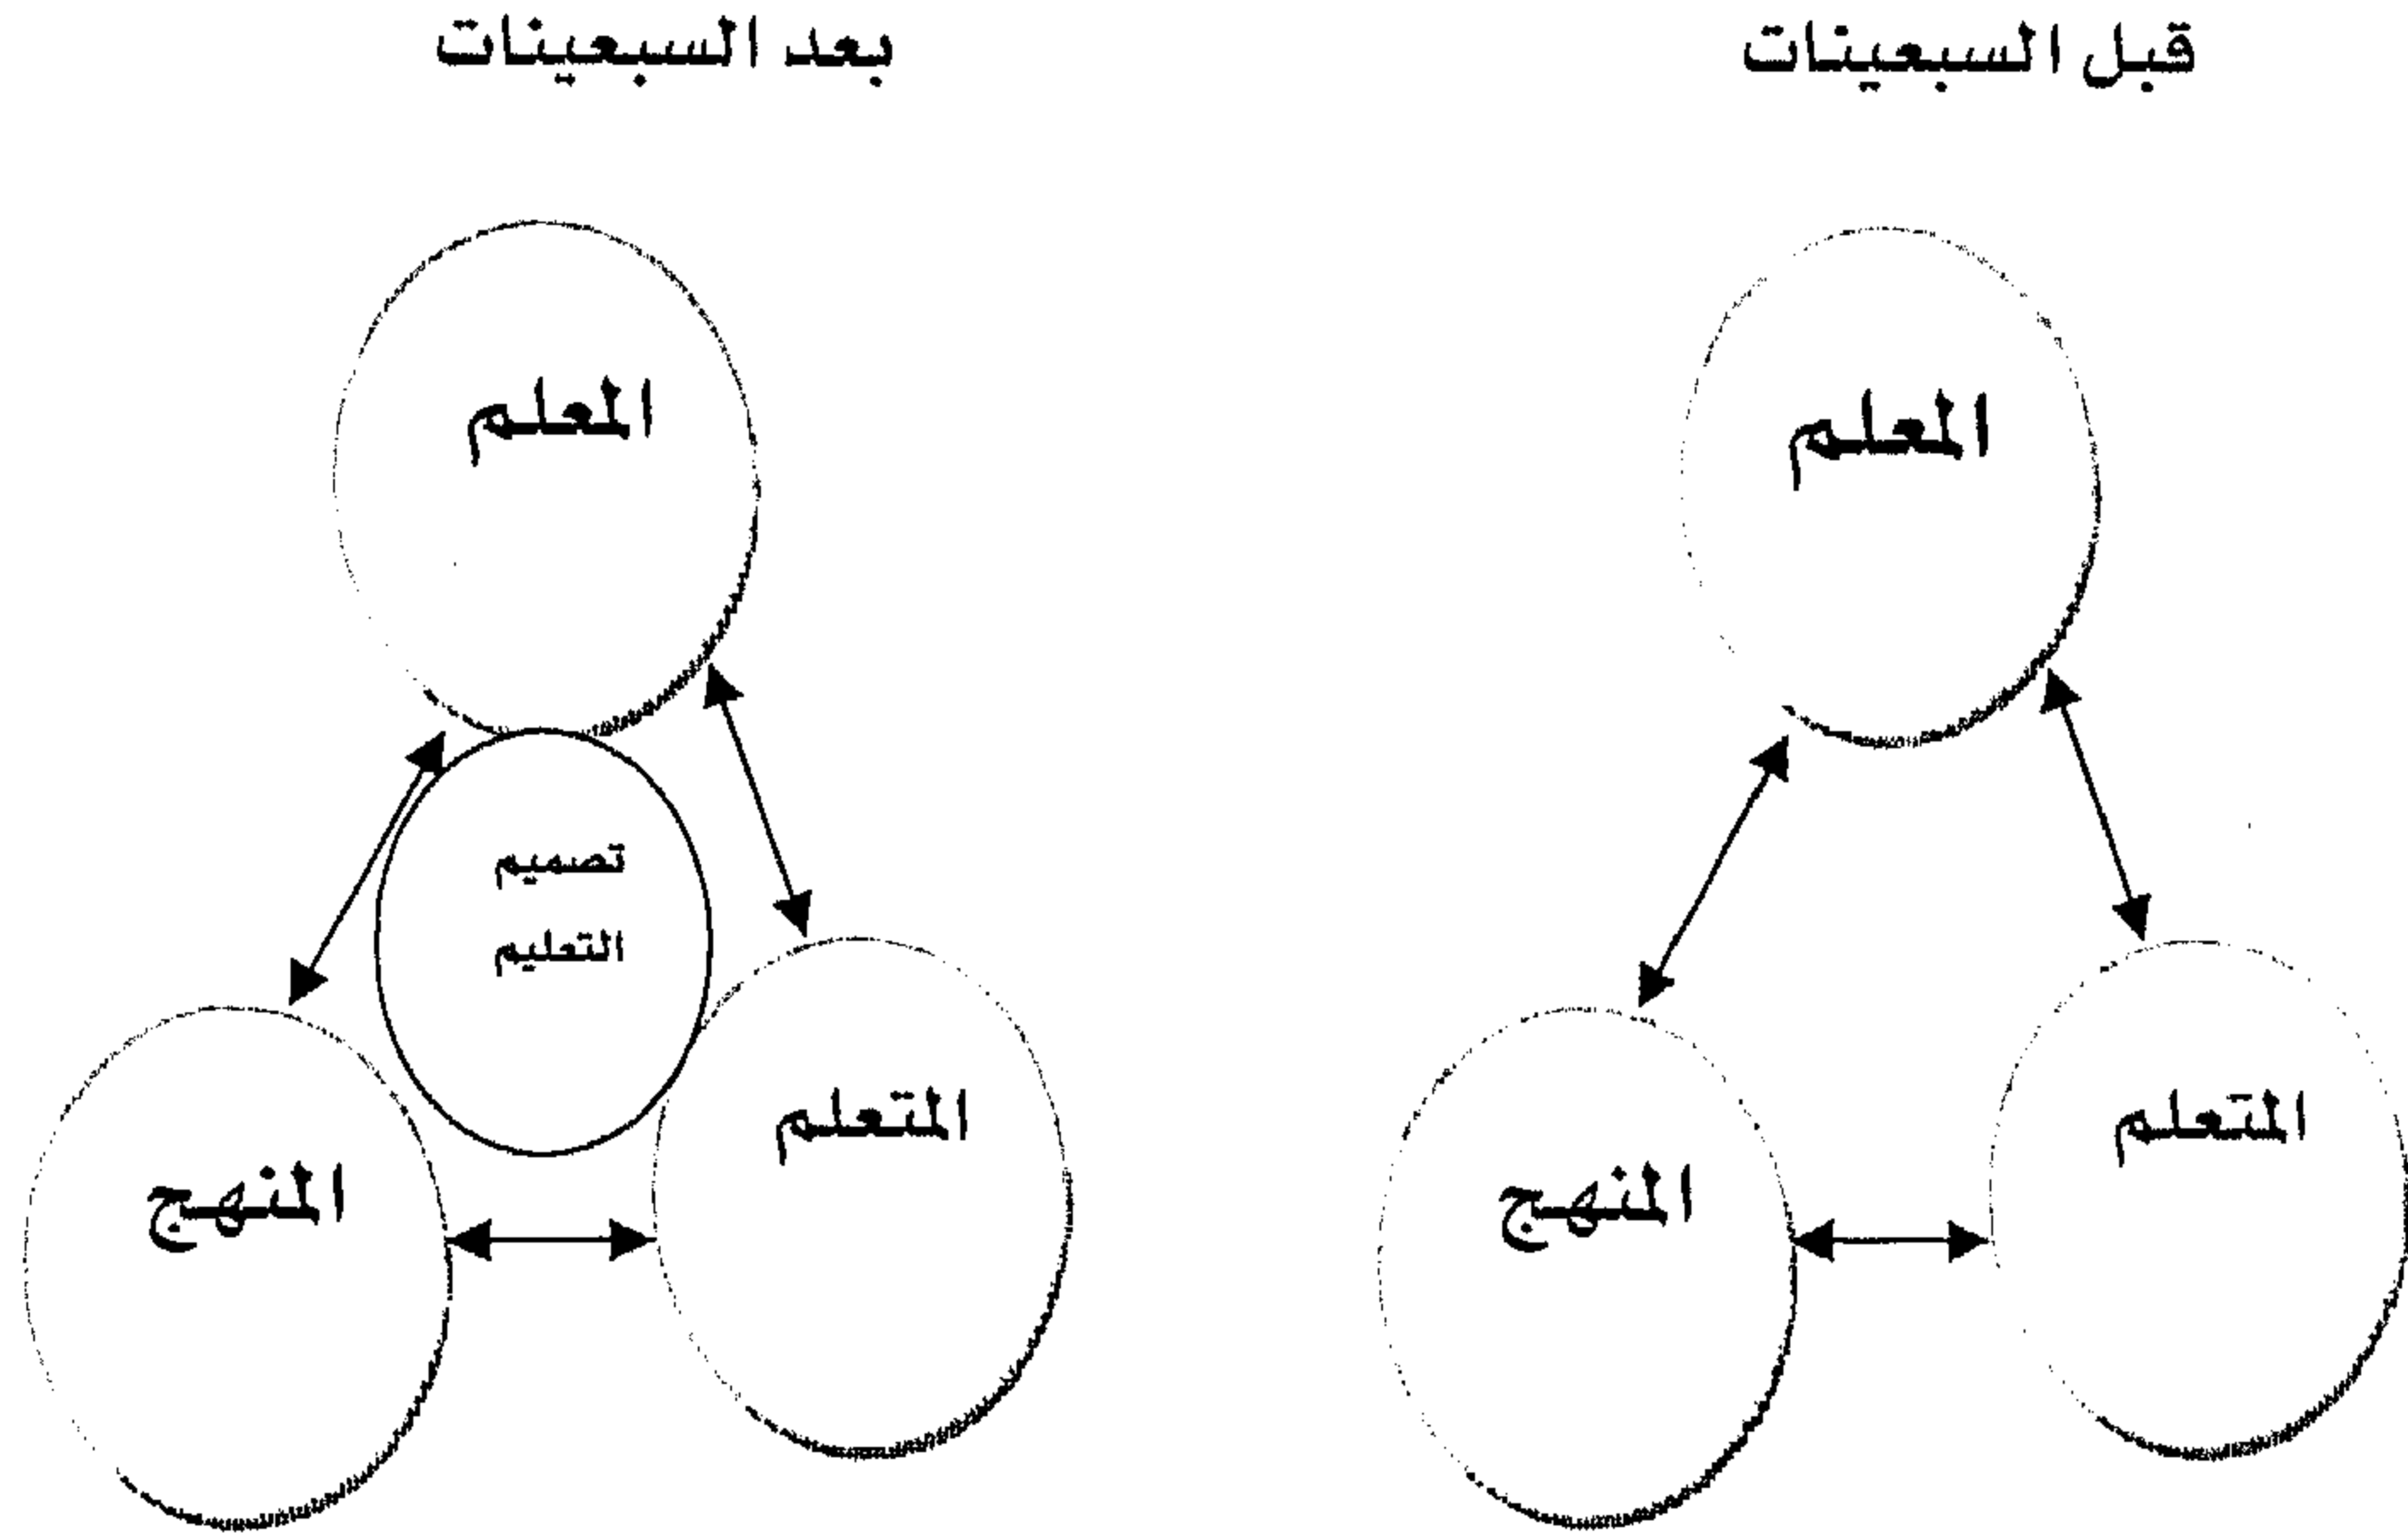 قبل السبعينات
المعلم
المتعلم
المنهج
بعد السبعينات
المعلم
تصميم
التعليم
المتعلم
المنهج